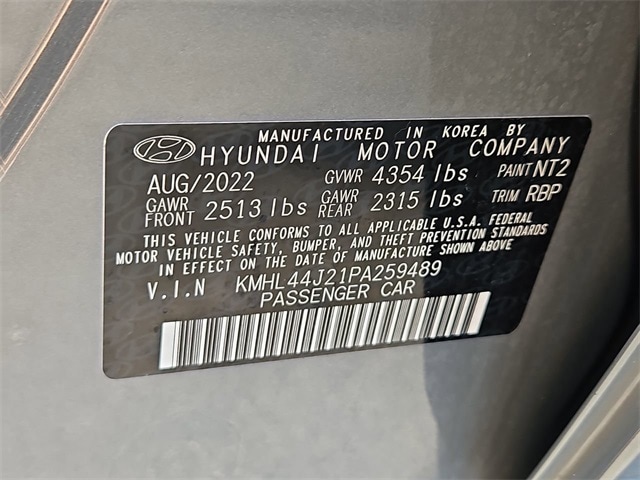 MANUFACTURED IN KOREA BY
HYUNDAI MOTOR COMPANY
AUG/2022 GVWR 4354 lbs PAINT NT2
GAWR FRONT 2513 lbs GAWR REAR 2315 lbs TRIM RBP
THIS VEHICLE CONFORMS TO ALL APPLICABLE U.S.A. FEDERAL
MOTOR VEHICLE SAFETY, BUMPER, AND THEFT PREVENTION STANDARDS
IN EFFECT ON THE DATE OF MANUFACTURE SHOWN ABOVE
V.I.N KMHL44J21PA259489
PASSENGER CAR